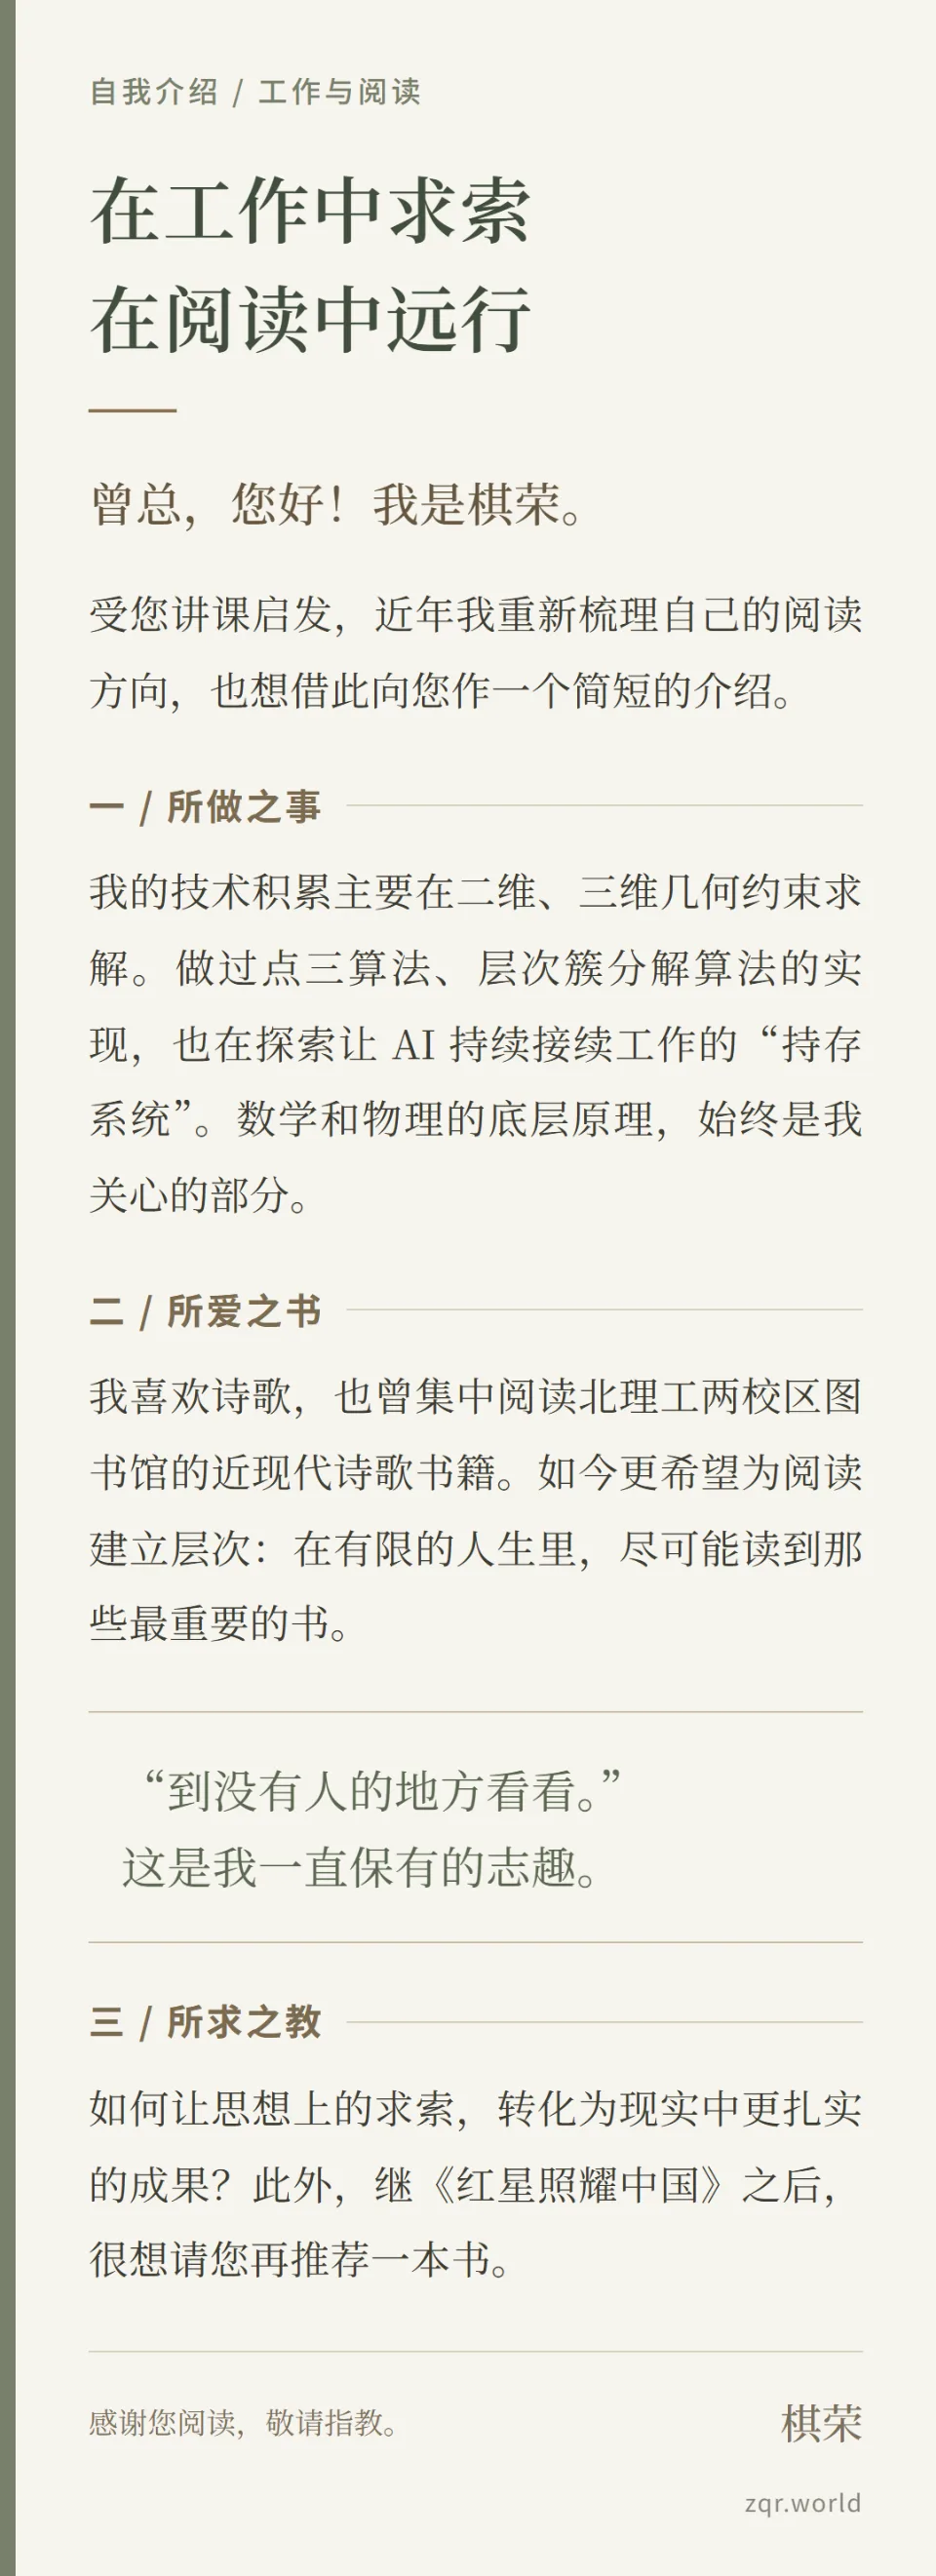 自我介绍 / 工作与阅读
在工作中求索
在阅读中远行
曾总，您好！我是棋荣。
受您讲课启发，近年我重新梳理自己的阅读
方向，也想借此向您作一个简短的介绍。
一 / 所做之事
我的技术积累主要在二维、三维几何约束求
解。做过点三算法、层次簇分解算法的实
现，也在探索让 AI 持续接续工作的“持存
系统”。数学和物理的底层原理，始终是我
关心的部分。
二 / 所爱之书
我喜欢诗歌，也曾集中阅读北理工两校区图
书馆的近现代诗歌书籍。如今更希望为阅读
建立层次：在有限的人生里，尽可能读到那
些最重要的书。
“到没有人的地方看看。”
这是我一直保有的志趣。
三 / 所求之教
如何让思想上的求索，转化为现实中更扎实
的成果？此外，继《红星照耀中国》之后，
很想请您再推荐一本书。
感谢您阅读，敬请指教。
棋荣
zqr.world